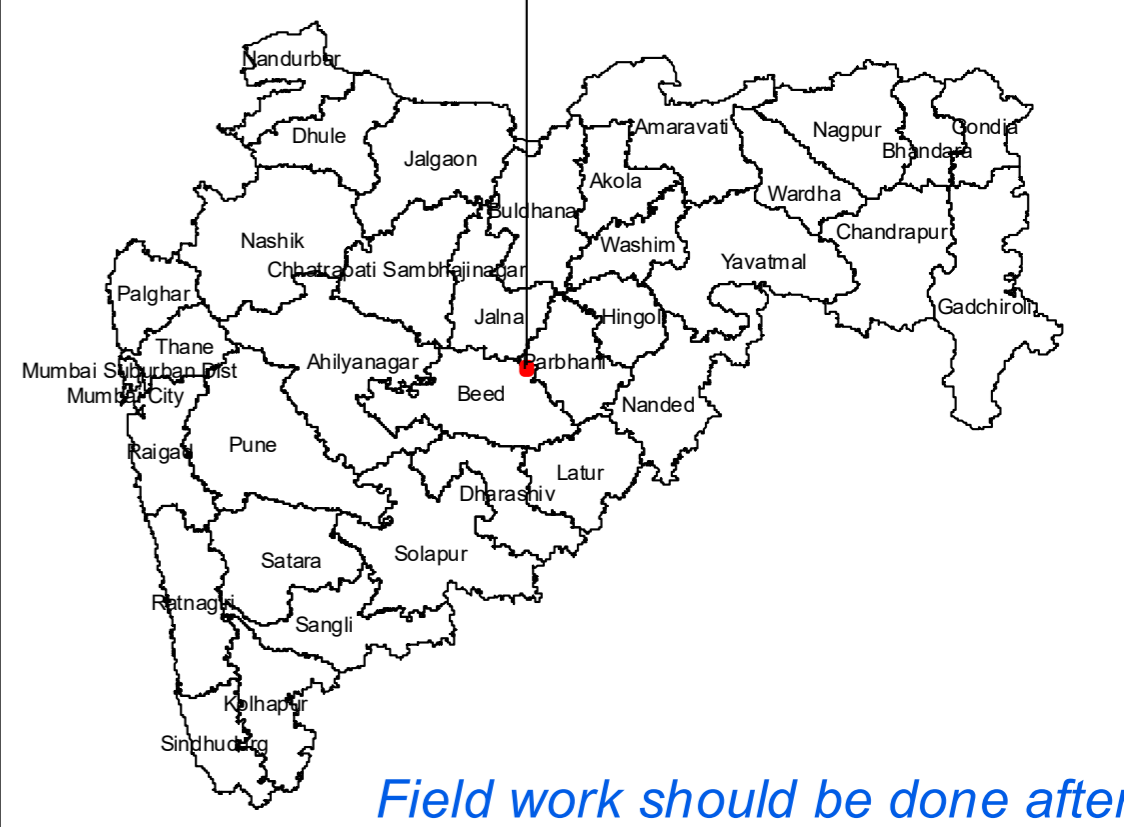 Nandurbar
Dhule
Jalgaon
Amaravati
Nagpur
Gondia
Bhandara
Akola
Wardha
Buldhana
Nashik
Washim
Chandrapur
Chhatrapati Sambhajinagar
Yavatmal
Palghar
Gadchiroli
Jalna
Hingoli
Thane
Ahilyanagar
Parbhani
Mumbai Suburban Dist
Mumbai City
Beed
Nanded
Raigad
Pune
Latur
Dharashiv
Solapur
Satara
Ratnagiri
Sangli
Kolhapur
Sindhudurg
Field work should be done after